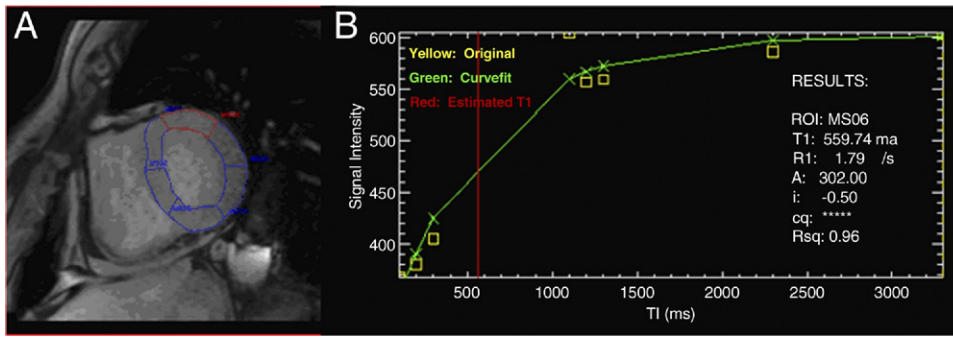 A
B
600
500
450
400
Signal Intensity
Yellow: Original
Green: Curvefit
Red: Estimated T1
550
RESULTS:
ROI: MS06
T1: 559.74 ma
R1: 1.79 /s
A: 302.00
i: -0.50
cq: *****
Rsq: 0.96
500 1000 1500 2000 2500 3000
TI (ms)